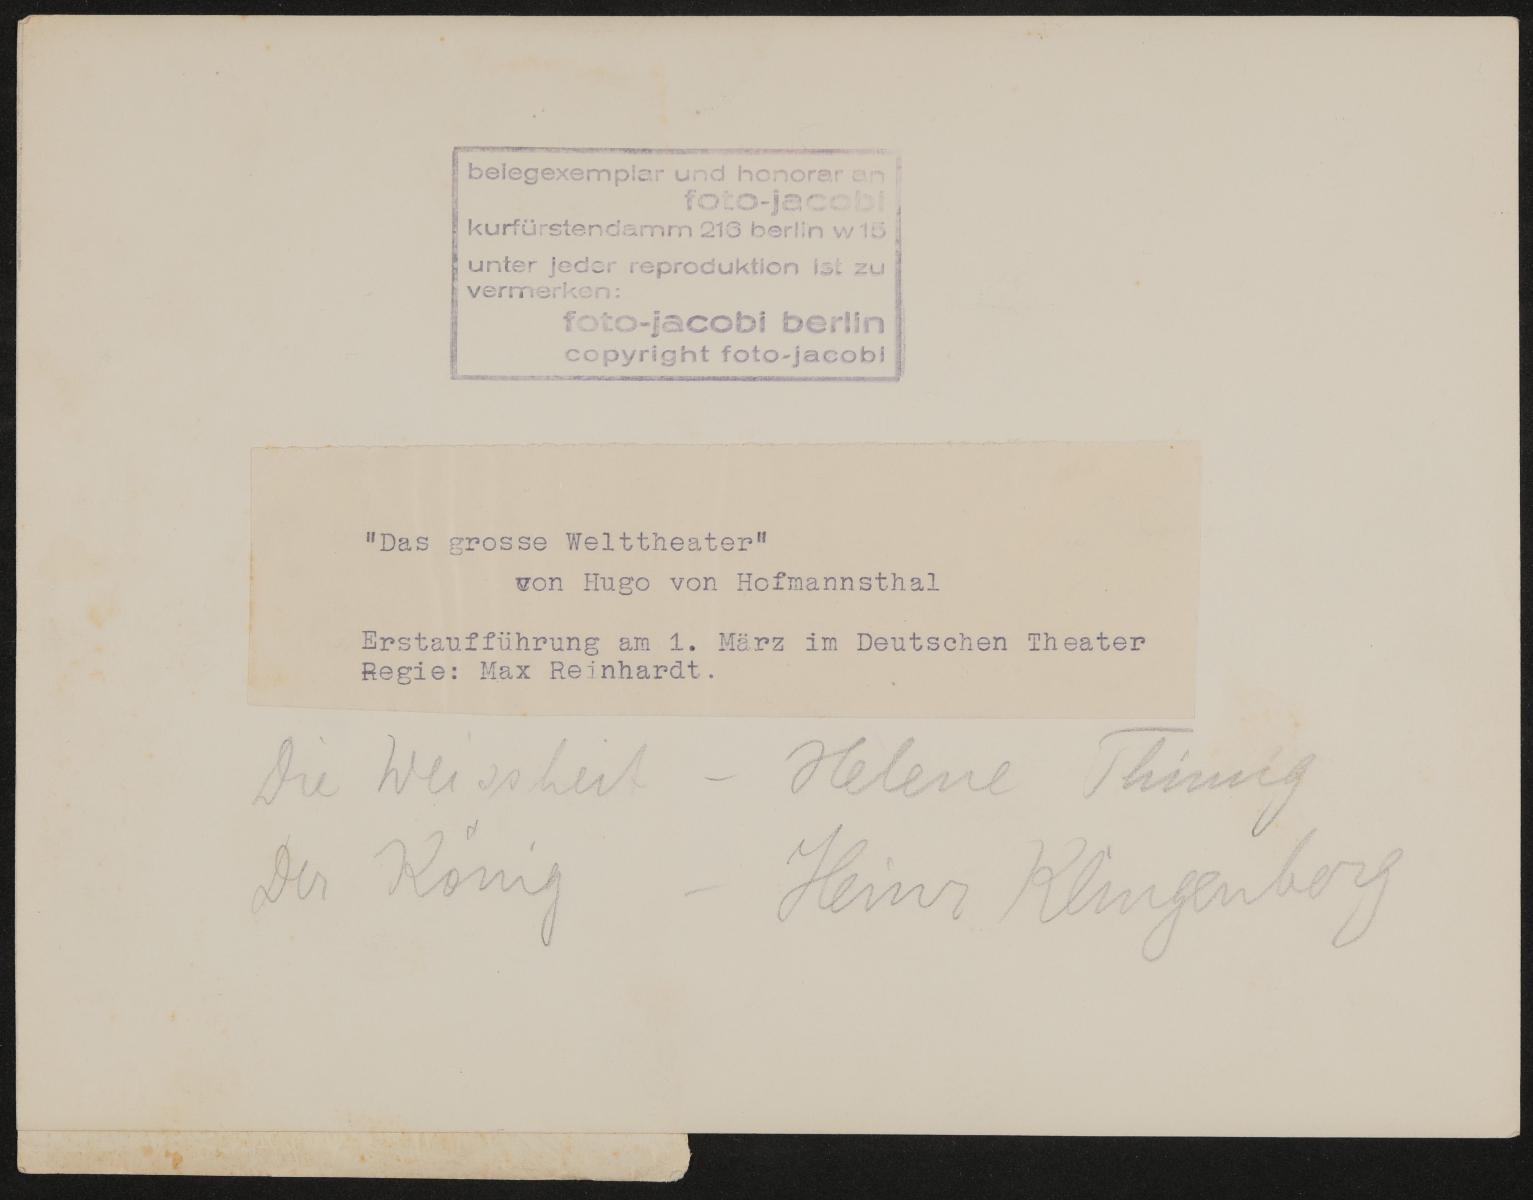 belegexemplar und honorar an
foto-jacobi
kurfürstendamm 216 berlin w 15
unter jeder reproduktion ist zu
vermerken:
foto-jacobi berlin
copyright foto-jacobi
"Das grosse Welttheater"
von Hugo von Hofmannsthal
Erstaufführung am 1. März im Deutschen Theater
Regie: Max Reinhardt.
Die Weissheit – Helene Thimig
Der König – Heinz Klingenberg